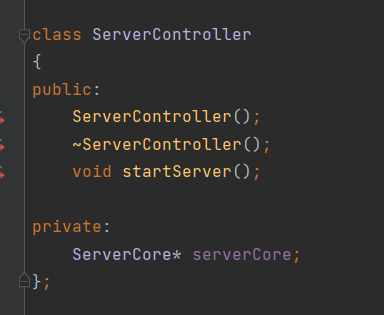 class ServerController
{
public:
    ServerController();
    ~ServerController();
    void startServer();

private:
    ServerCore* serverCore;
};